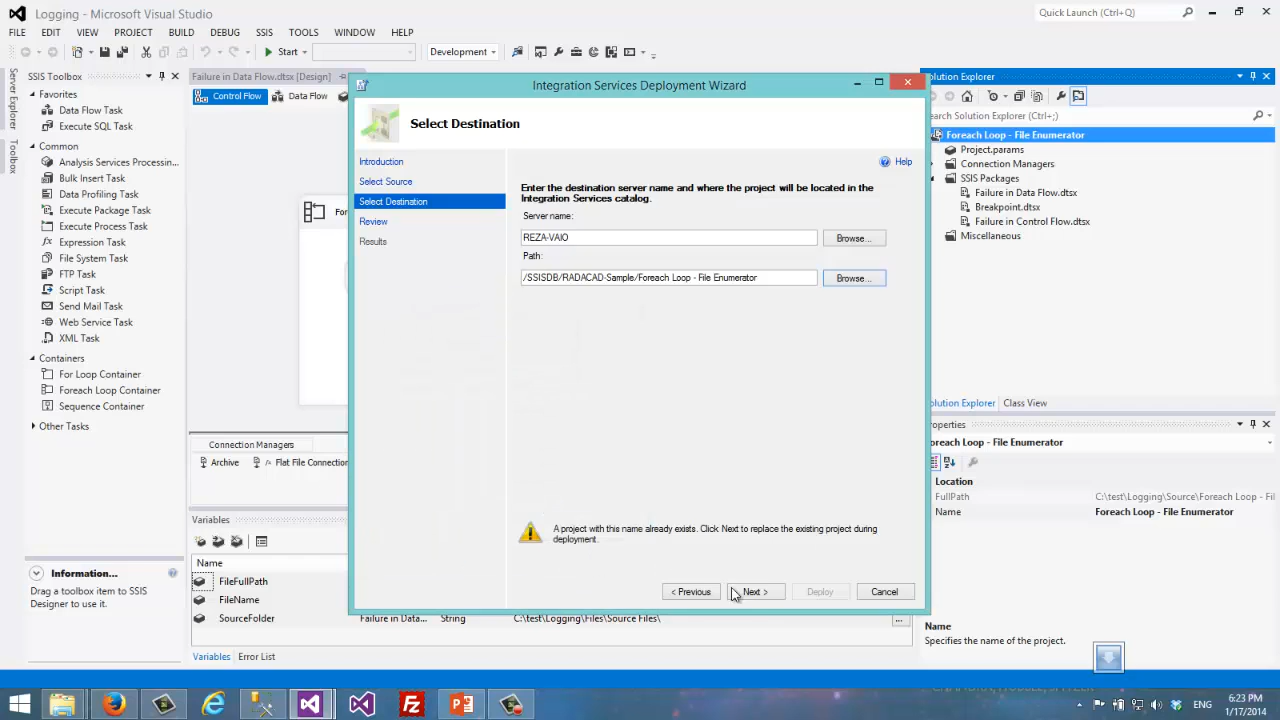 Logging - Microsoft Visual Studio
Quick Launch (Ctrl+Q)
FILE EDIT VIEW PROJECT BUILD DEBUG SSIS TOOLS WINDOW HELP
Start
Development
Server Explorer
Toolbox
SSIS Toolbox
Favorites
Data Flow Task
Execute SQL Task
Common
Analysis Services Processin...
Bulk Insert Task
Data Profiling Task
Execute Package Task
Execute Process Task
Expression Task
File System Task
FTP Task
Script Task
Send Mail Task
Web Service Task
XML Task
Containers
For Loop Container
Foreach Loop Container
Sequence Container
Other Tasks
Information...
Drag a toolbox item to SSIS
Designer to use it.
Failure in Data Flow.dtsx [Design]
Control Flow
Data Flow
For
Connection Managers
Archive
Flat File Connection
Variables
Name
FileFullPath
FileName
SourceFolder Failure in Data... String C:\test\Logging\Files\Source Files\
...
Variables Error List
Integration Services Deployment Wizard
Select Destination
Introduction
Select Source
Select Destination
Review
Results
Help
Enter the destination server name and where the project will be located in the
Integration Services catalog.
Server name:
REZA-VAIO
Browse...
Path:
/SSISDB/RADACAD-Sample/Foreach Loop - File Enumerator
Browse...
A project with this name already exists. Click Next to replace the existing project during
deployment.
< Previous
Next >
Deploy
Cancel
olution Explorer
earch Solution Explorer (Ctrl+;)
Foreach Loop - File Enumerator
Project.params
Connection Managers
SSIS Packages
Failure in Data Flow.dtsx
Breakpoint.dtsx
Failure in Control Flow.dtsx
Miscellaneous
olution Explorer Class View
roperties
oreach Loop - File Enumerator
Location
FullPath C:\test\Logging\Source\Foreach Loop - Fil
Name Foreach Loop - File Enumerator
Name
Specifies the name of the project.
ENG
6:23 PM
1/17/2014